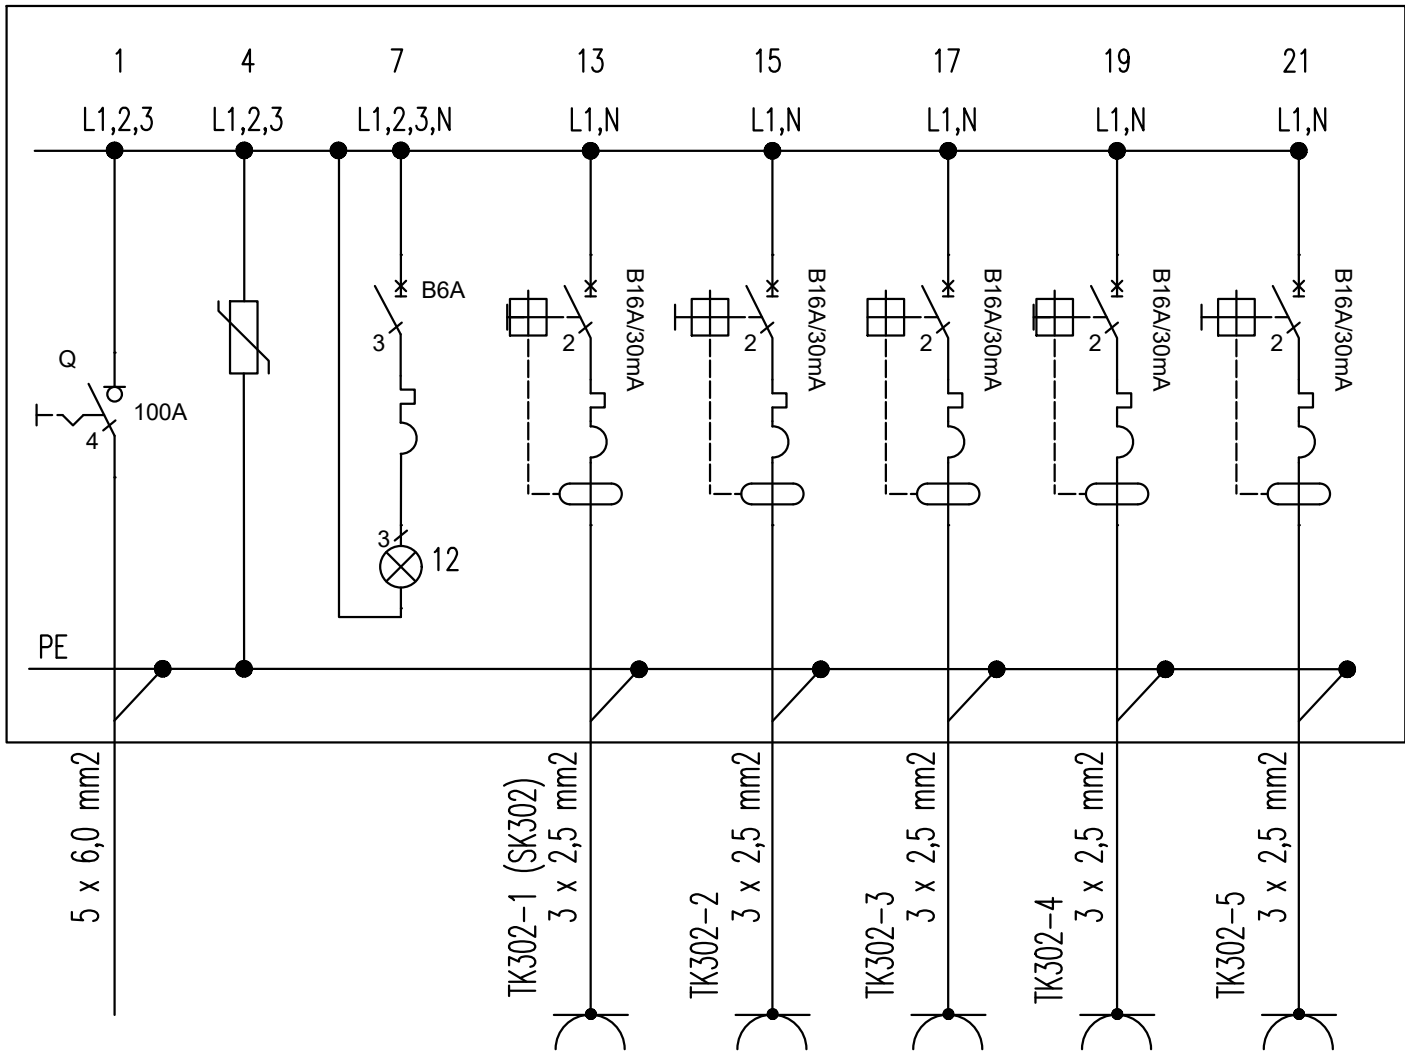 1
4
7
13
15
17
19
21
L1,2,3
L1,2,3
L1,2,3,N
L1,N
L1,N
L1,N
L1,N
L1,N
B6A
3
B16A/30mA
2
B16A/30mA
2
B16A/30mA
2
B16A/30mA
2
B16A/30mA
2
Q
100A
4
3
12
PE
5 x 6,0 mm2
TK302-1 (SK302)
3 x 2,5 mm2
TK302-2
3 x 2,5 mm2
TK302-3
3 x 2,5 mm2
TK302-4
3 x 2,5 mm2
TK302-5
3 x 2,5 mm2